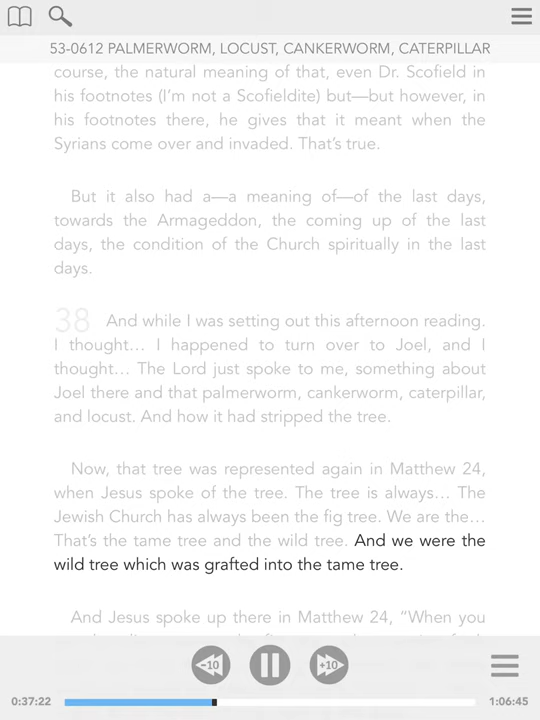 53-0612 PALMERWORM, LOCUST, CANKERWORM, CATERPILLAR
course, the natural meaning of that, even Dr. Scofield in
his footnotes (I'm not a Scofieldite) but—but however, in
his footnotes there, he gives that it meant when the
Syrians come over and invaded. That's true.
But it also had a—a meaning of—of the last days,
towards the Armageddon, the coming up of the last
days, the condition of the Church spiritually in the last
days.
38 And while I was setting out this afternoon reading.
I thought… I happened to turn over to Joel, and I
thought… The Lord just spoke to me, something about
Joel there and that palmerworm, cankerworm, caterpillar,
and locust. And how it had stripped the tree.
Now, that tree was represented again in Matthew 24,
when Jesus spoke of the tree. The tree is always… The
Jewish Church has always been the fig tree. We are the…
That's the tame tree and the wild tree. And we were the
wild tree which was grafted into the tame tree.
And Jesus spoke up there in Matthew 24, “When you
-10 +10
0:37:22 1:06:45